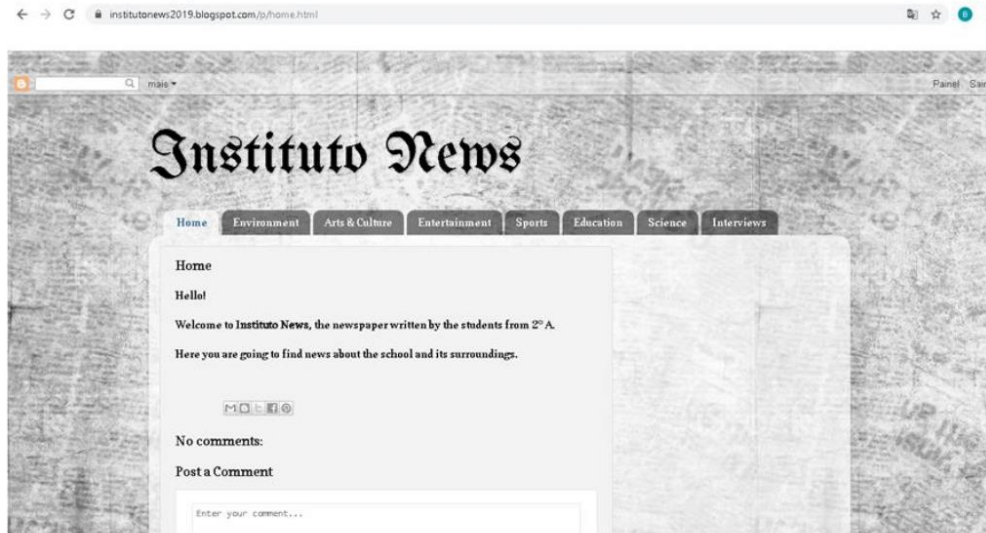 institutonews2019.blogspot.com/p/home.html
mais
Painel Sair
Instituto News
Home Environment Arts & Culture Entertainment Sports Education Science Interviews
Home
Hello!
Welcome to Instituto News, the newspaper written by the students from 2° A.
Here you are going to find news about the school and its surroundings.
No comments:
Post a Comment
Enter your comment...